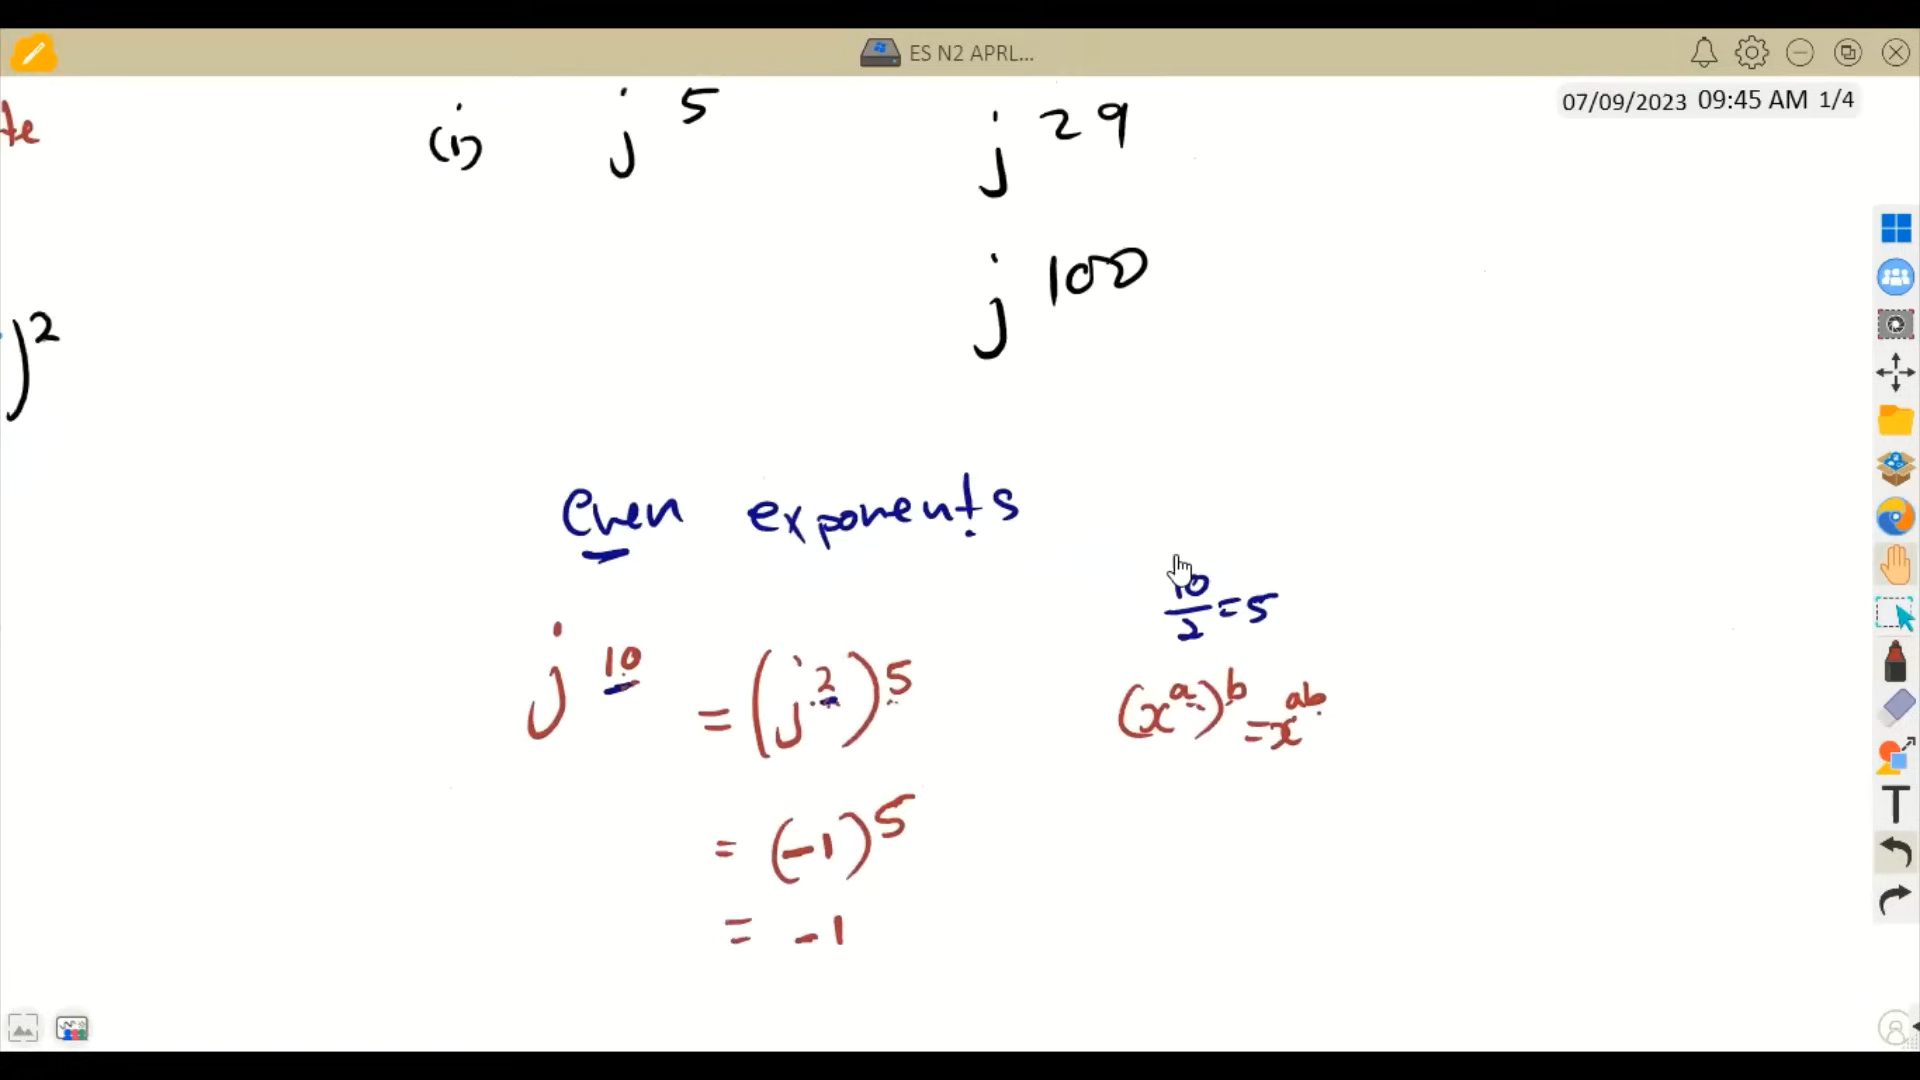 ES N2 APRL...
07/09/2023 09:45 AM 1/4
te
(i) j^5 j^29
j^100
j^2
Even exponents
10/2 = 5
j^10 = (j^2)^5
(x^a)^b = x^ab
= (-1)^5
= -1